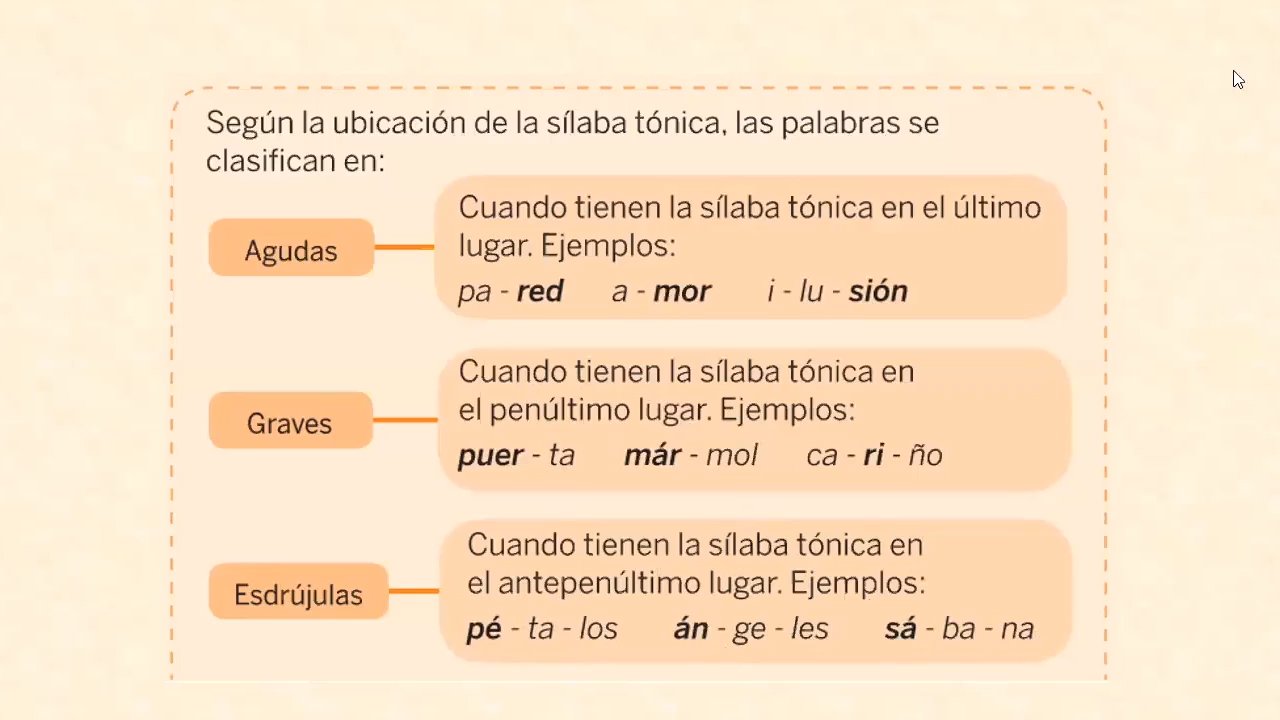 Según la ubicación de la sílaba tónica, las palabras se
clasifican en:
Agudas
Cuando tienen la sílaba tónica en el último
lugar. Ejemplos:
pa - red a - mor i - lu - sión
Graves
Cuando tienen la sílaba tónica en
el penúltimo lugar. Ejemplos:
puer - ta már - mol ca - ri - ño
Esdrújulas
Cuando tienen la sílaba tónica en
el antepenúltimo lugar. Ejemplos:
pé - ta - los án - ge - les sá - ba - na